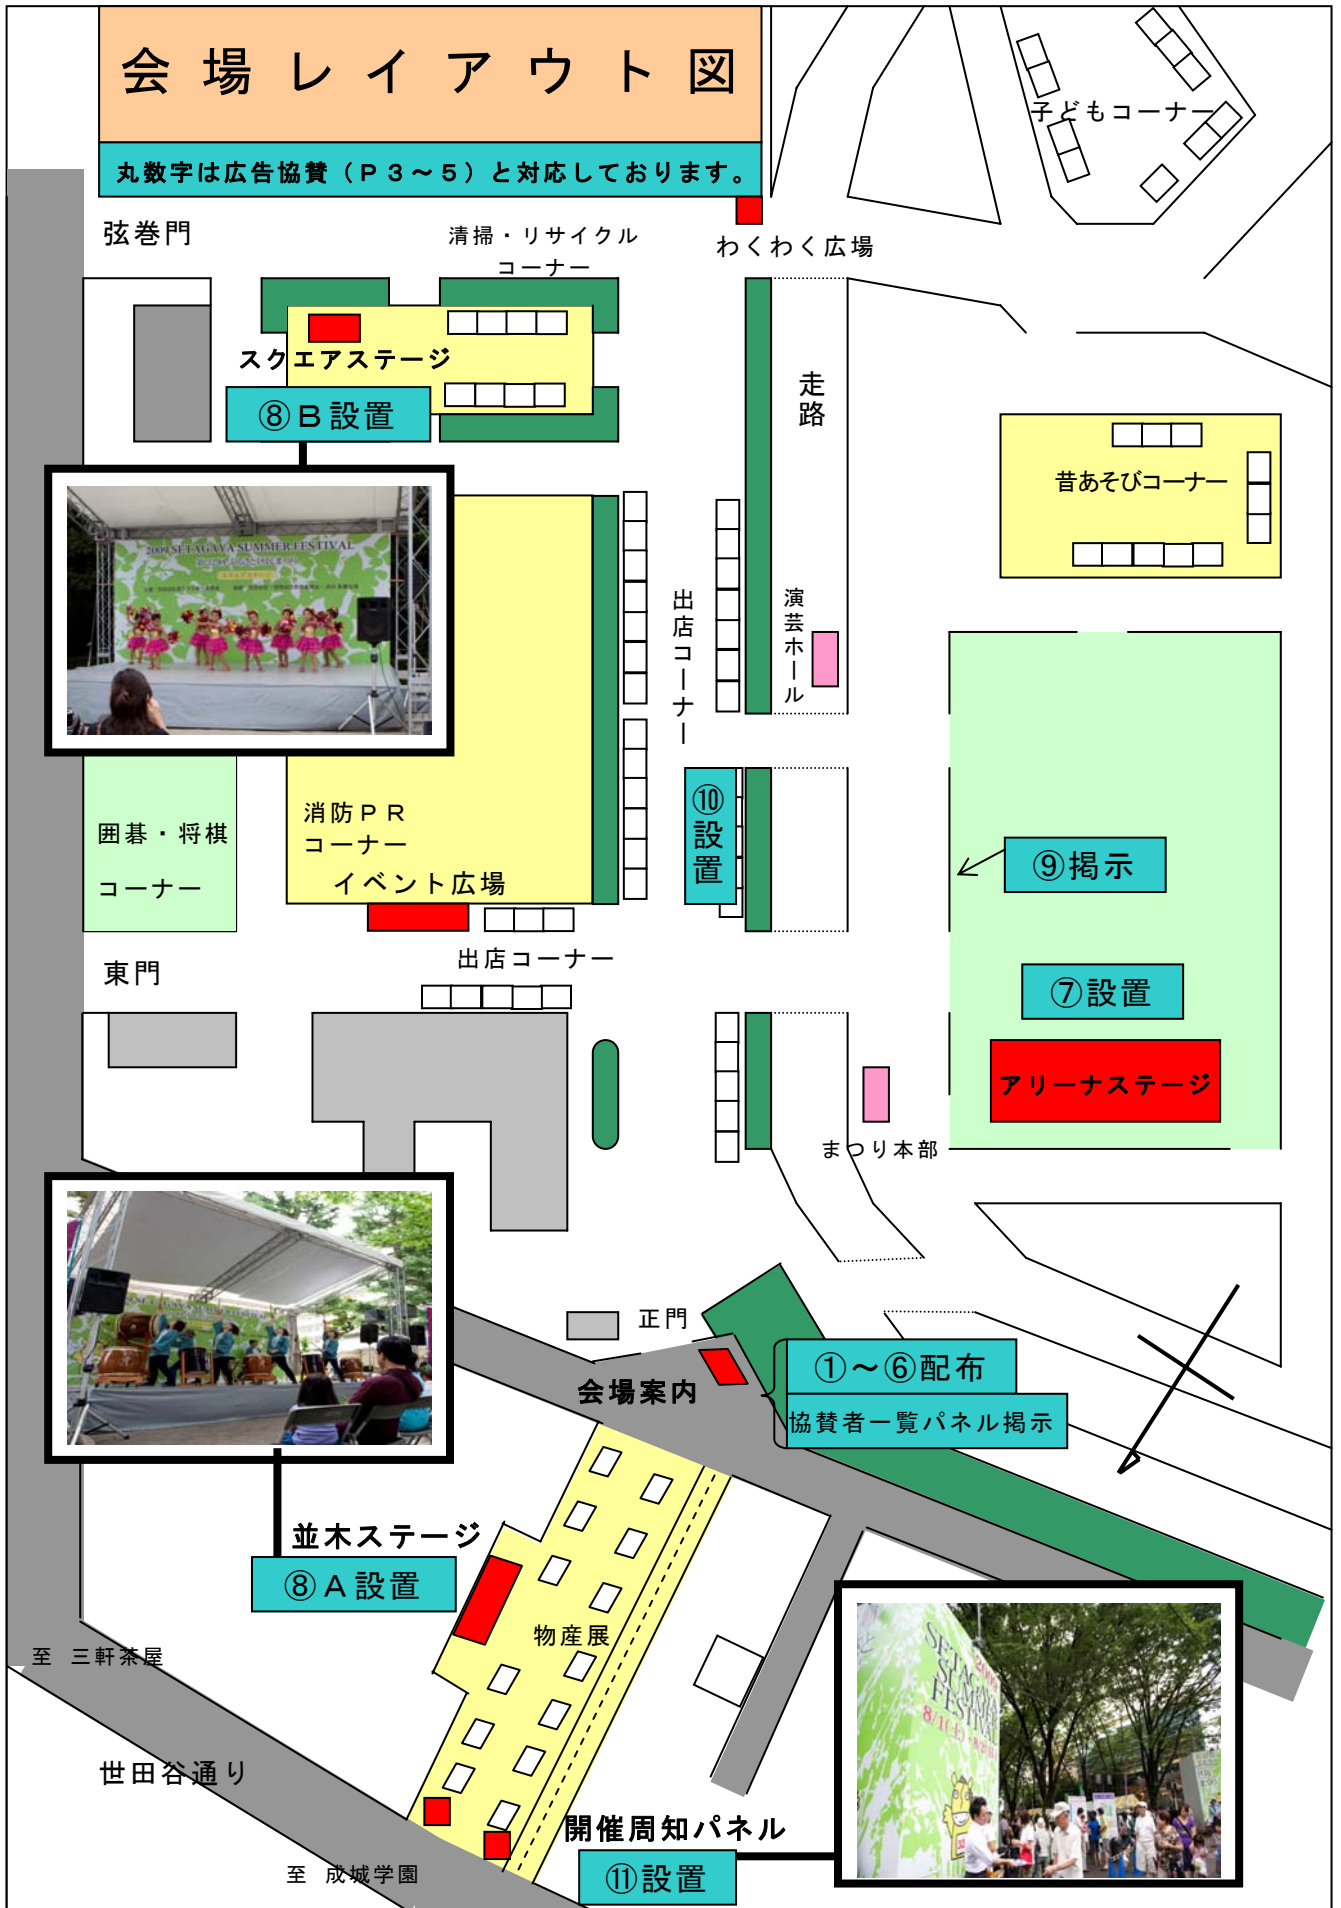 会場レイアウト図
丸数字は広告協賛（Ｐ３～５）と対応しております。
子どもコーナー
弦巻門
清掃・リサイクル
コーナー
わくわく広場
スクエアステージ
⑧Ｂ設置
走路
昔あそびコーナー
2009 SETAGAYA SUMMER FESTIVAL
出店コーナー
演芸ホール
消防ＰＲ
コーナー
イベント広場
囲碁・将棋
コーナー
⑩設置
⑨掲示
出店コーナー
東門
⑦設置
アリーナステージ
まつり本部
正門
会場案内
①～⑥配布
協賛者一覧パネル掲示
並木ステージ
⑧Ａ設置
物産展
至　三軒茶屋
世田谷通り
至　成城学園
開催周知パネル
⑪設置
2009
SETAGAYA
SUMMER
FESTIVAL